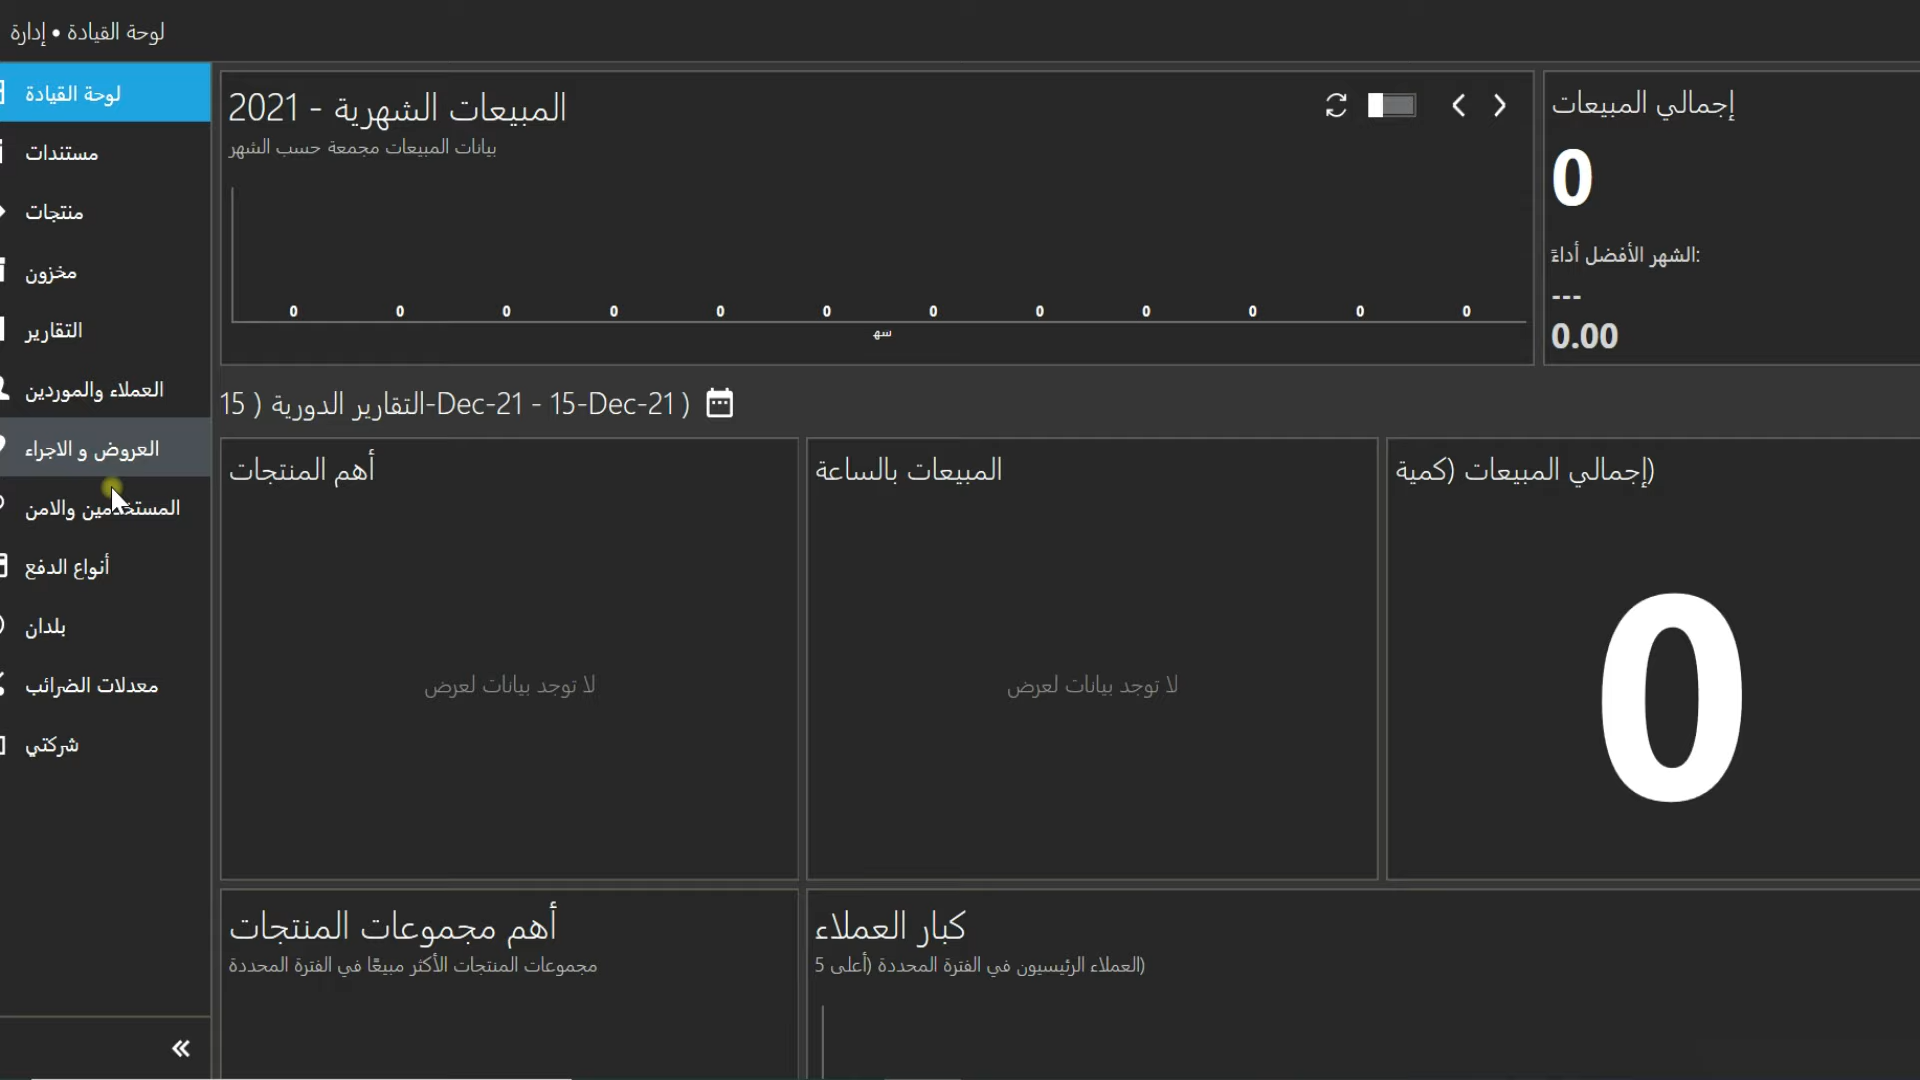 لوحة القيادة • إدارة
لوحة القيادة
مستندات
منتجات
مخزون
التقارير
العملاء والموردين
العروض و الاجراء
المستخدمين والامن
أنواع الدفع
بلدان
معدلات الضرائب
شركتي
المبيعات الشهرية - 2021
بيانات المبيعات مجمعة حسب الشهر
0 0 0 0 0 0 0 0 0 0 0 0
إجمالي المبيعات
0
الشهر الأفضل أداءً:
---
0.00
التقارير الدورية ( 15-Dec-21 - 15-Dec-21 )
أهم المنتجات
لا توجد بيانات لعرض
المبيعات بالساعة
لا توجد بيانات لعرض
إجمالي المبيعات (كمية)
0
أهم مجموعات المنتجات
مجموعات المنتجات الأكثر مبيعًا في الفترة المحددة
كبار العملاء
العملاء الرئيسيون في الفترة المحددة (أعلى 5)